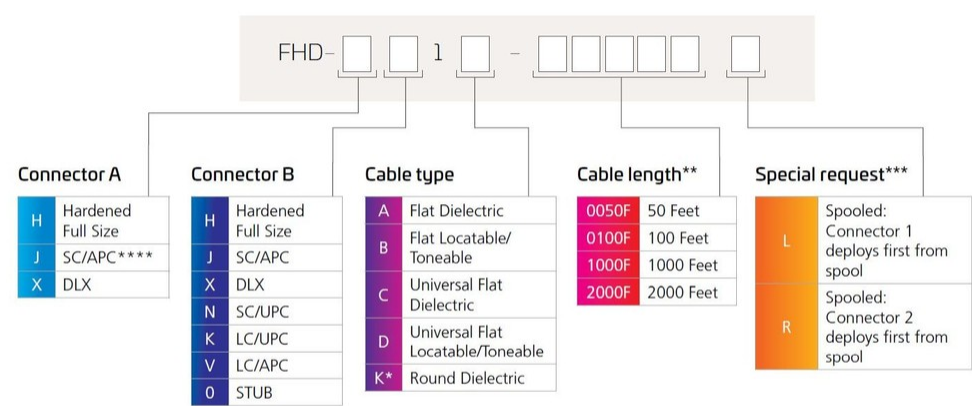 FHD- 1 -
Connector A
H Hardened
Full Size
J SC/APC****
X DLX
Connector B
H Hardened
Full Size
J SC/APC
X DLX
N SC/UPC
K LC/UPC
V LC/APC
0 STUB
Cable type
A Flat Dielectric
B Flat Locatable/
Toneable
C Universal Flat
Dielectric
D Universal Flat
Locatable/Toneable
K* Round Dielectric
Cable length**
0050F 50 Feet
0100F 100 Feet
1000F 1000 Feet
2000F 2000 Feet
Special request***
L Spooled:
Connector 1
deploys first from
spool
R Spooled:
Connector 2
deploys first from
spool